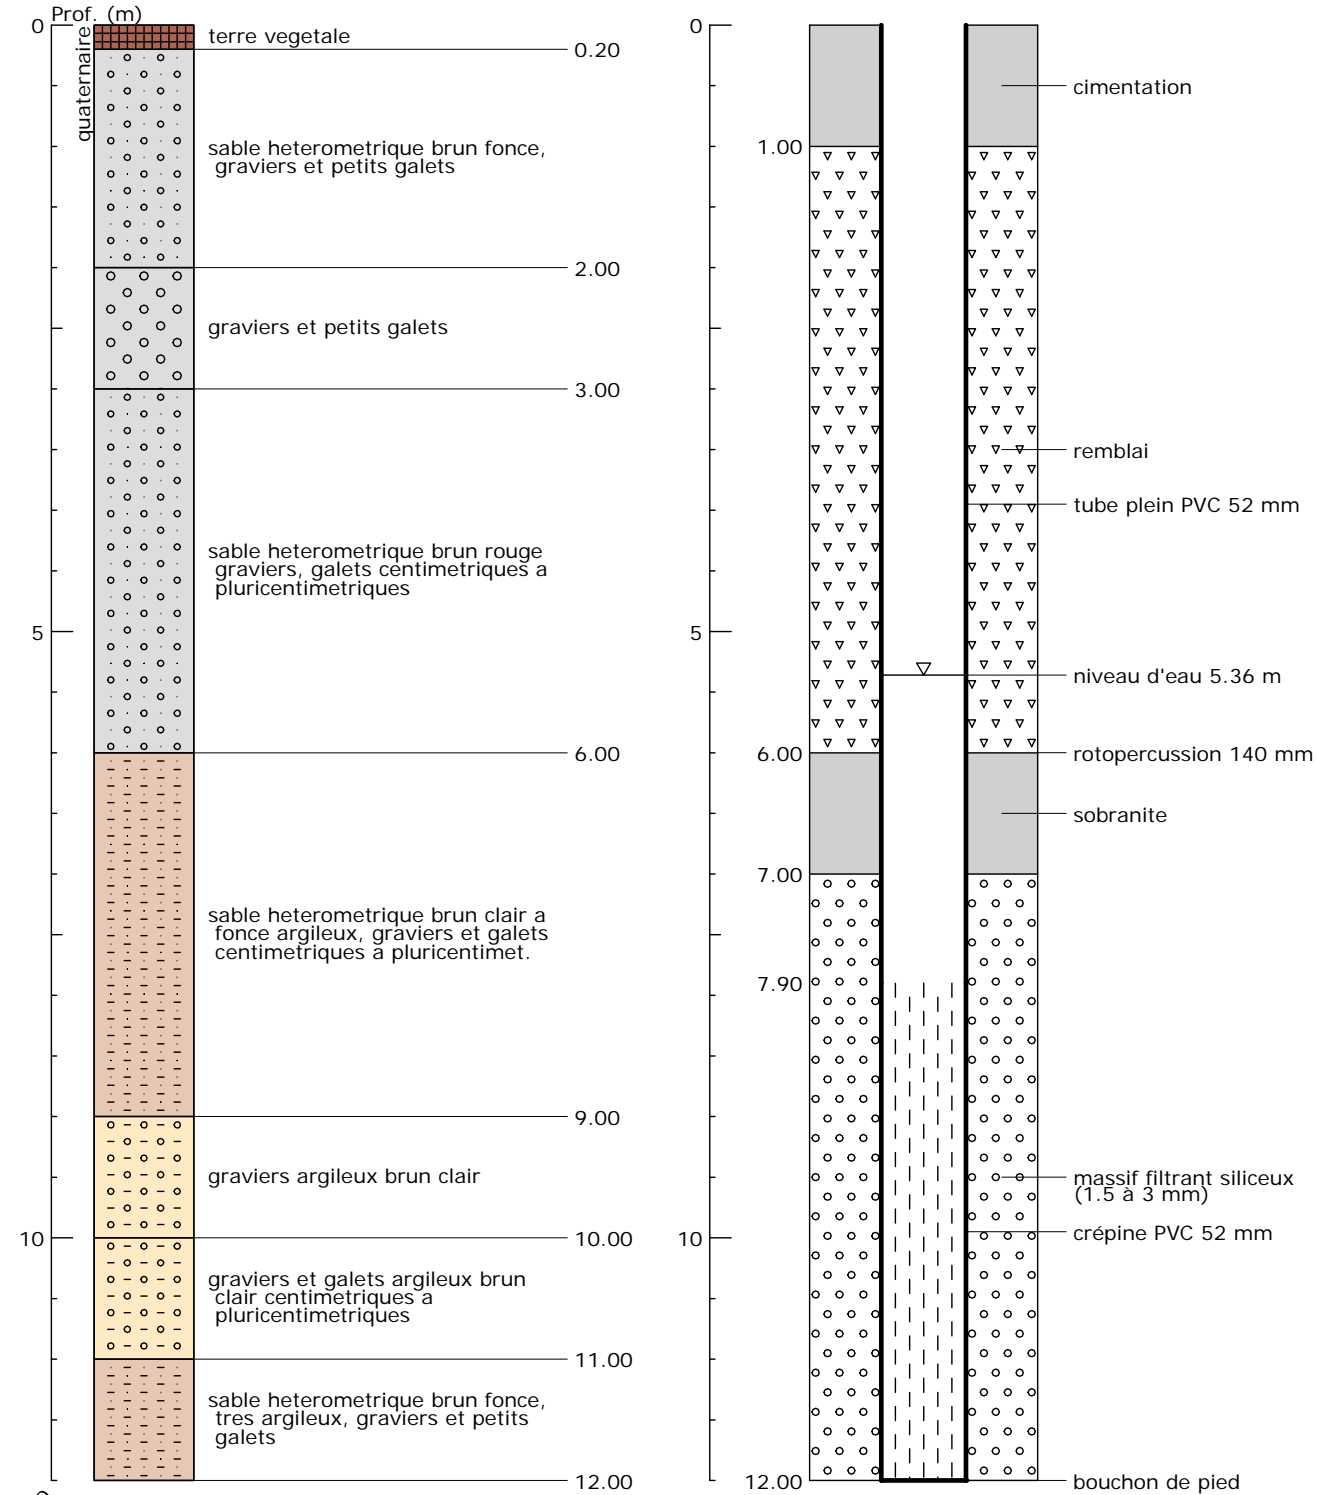 Prof. (m)
0
quaternaire
terre vegetale
0.20
sable heterometrique brun fonce,
graviers et petits galets
2.00
graviers et petits galets
3.00
sable heterometrique brun rouge
graviers, galets centimetriques a
pluricentimetriques
5
6.00
sable heterometrique brun clair a
fonce argileux, graviers et galets
centimetriques a pluricentimet.
9.00
graviers argileux brun clair
10
10.00
graviers et galets argileux brun
clair centimetriques a
pluricentimetriques
11.00
sable heterometrique brun fonce,
tres argileux, graviers et petits
galets
12.00
0
cimentation
1.00
remblai
tube plein PVC 52 mm
5
niveau d'eau 5.36 m
6.00
rotopercussion 140 mm
sobranite
7.00
7.90
massif filtrant siliceux
(1.5 à 3 mm)
10
crépine PVC 52 mm
12.00
bouchon de pied